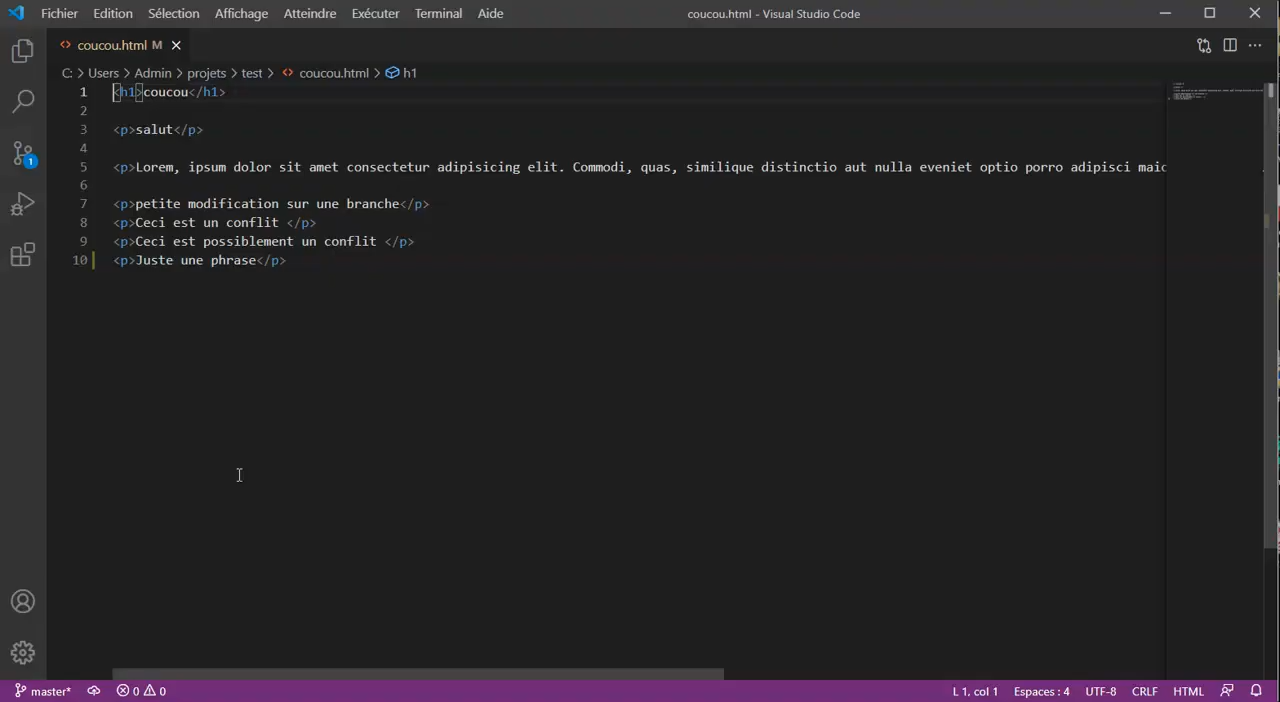 Fichier Edition Sélection Affichage Atteindre Exécuter Terminal Aide coucou.html - Visual Studio Code
<> coucou.html M
C: > Users > Admin > projets > test > <> coucou.html > h1
1 <h1>coucou</h1>
2
3 <p>salut</p>
4
5 <p>Lorem, ipsum dolor sit amet consectetur adipisicing elit. Commodi, quas, similique distinctio aut nulla eveniet optio porro adipisci maio
6
7 <p>petite modification sur une branche</p>
8 <p>Ceci est un conflit </p>
9 <p>Ceci est possiblement un conflit </p>
10 <p>Juste une phrase</p>
1
master* 0 0 L 1, col 1 Espaces : 4 UTF-8 CRLF HTML